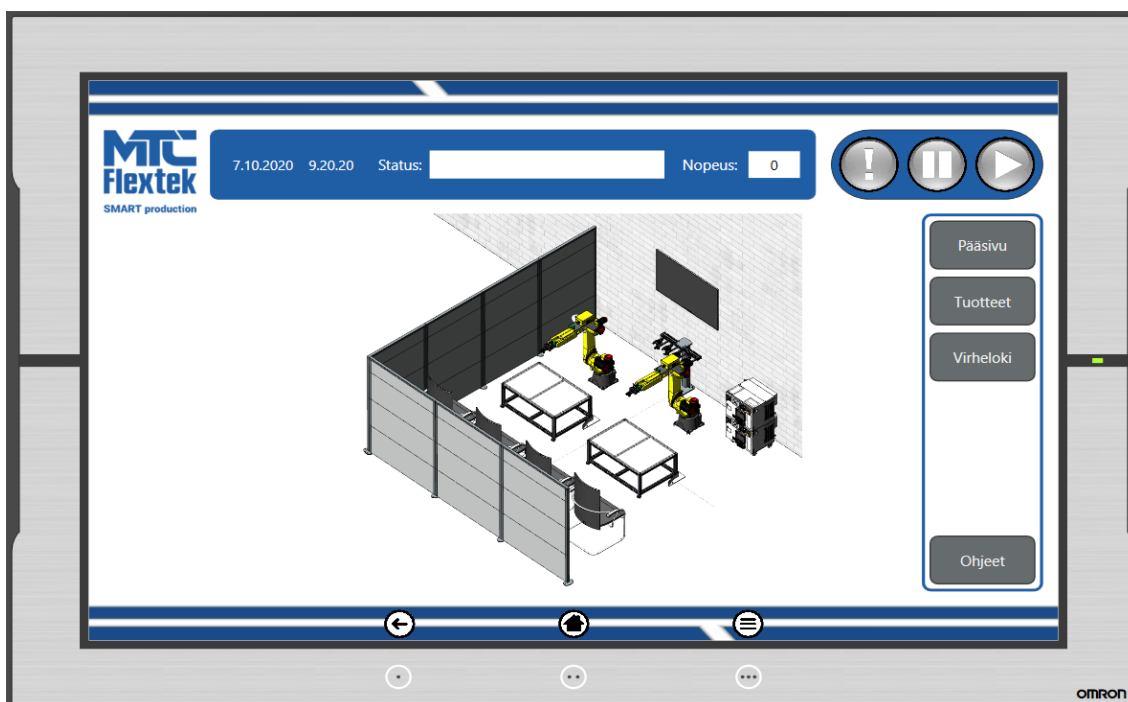 MTC
Flextek
SMART production
7.10.2020 9.20.20 Status: Nopeus: 0
Pääsivu
Tuotteet
Virheloki
Ohjeet
OMRON